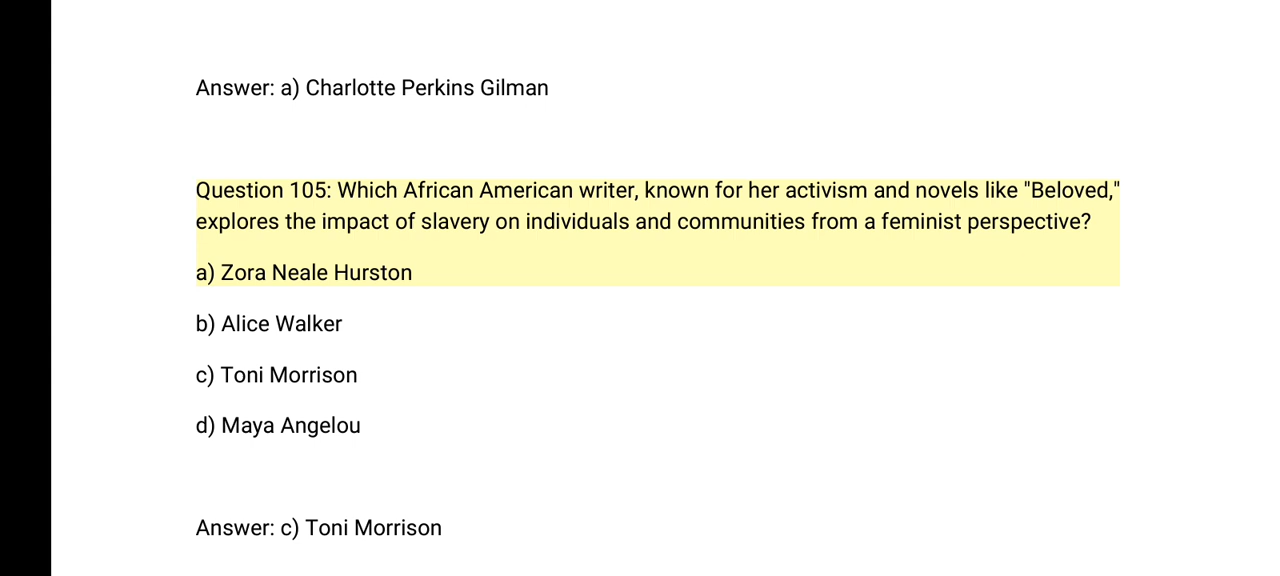 Answer: a) Charlotte Perkins Gilman
Question 105: Which African American writer, known for her activism and novels like "Beloved,"
explores the impact of slavery on individuals and communities from a feminist perspective?
a) Zora Neale Hurston
b) Alice Walker
c) Toni Morrison
d) Maya Angelou
Answer: c) Toni Morrison